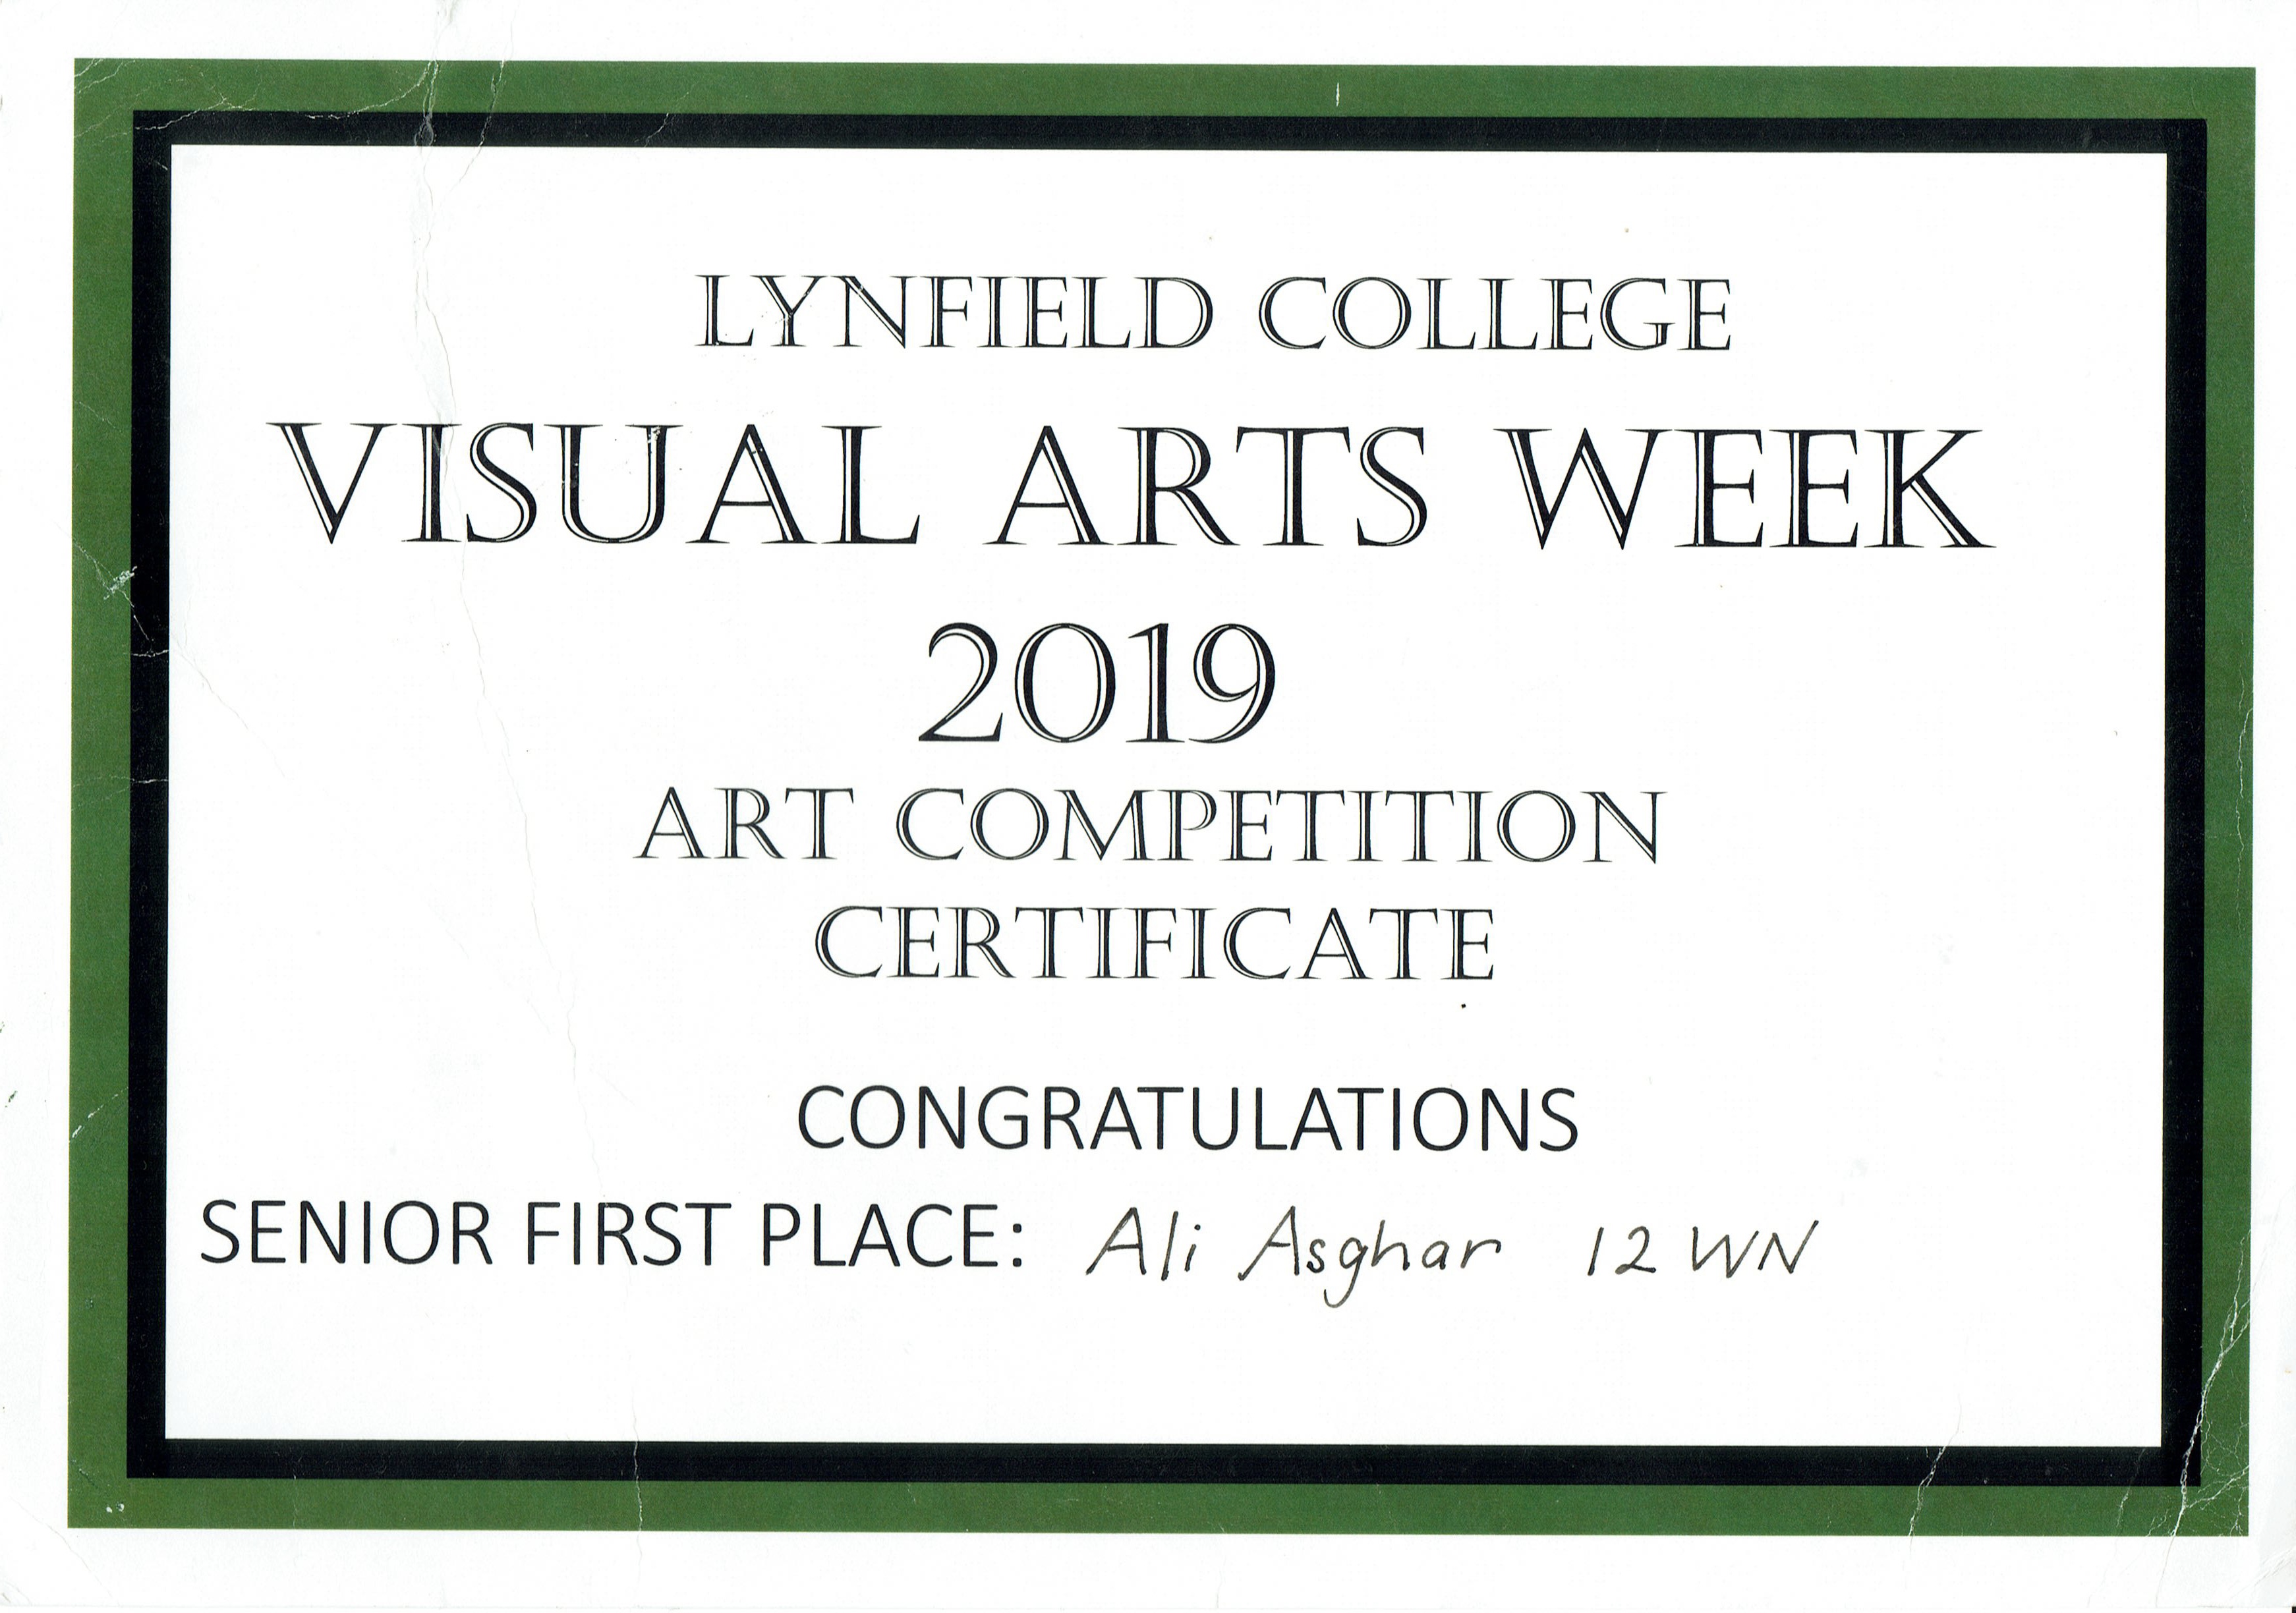 LYNFIELD COLLEGE
VISUAL ARTS WEEK
2019
ART COMPETITION
CERTIFICATE
CONGRATULATIONS
SENIOR FIRST PLACE: Ali Asghar 12 WN